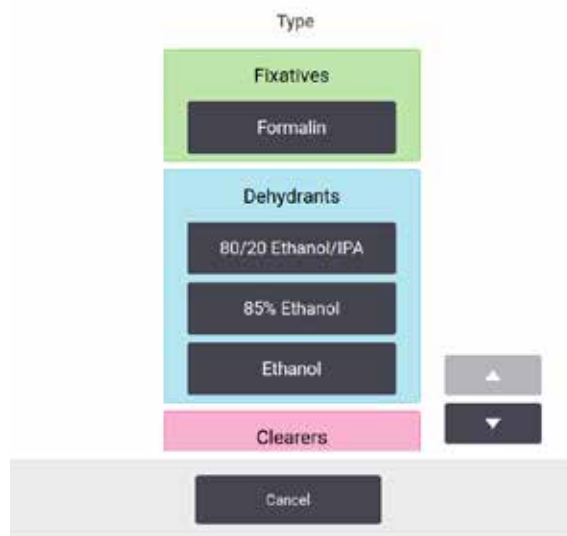 Type
Fixatives
Formalin
Dehydrants
80/20 Ethanol/IPA
85% Ethanol
Ethanol
Clearers
Cancel